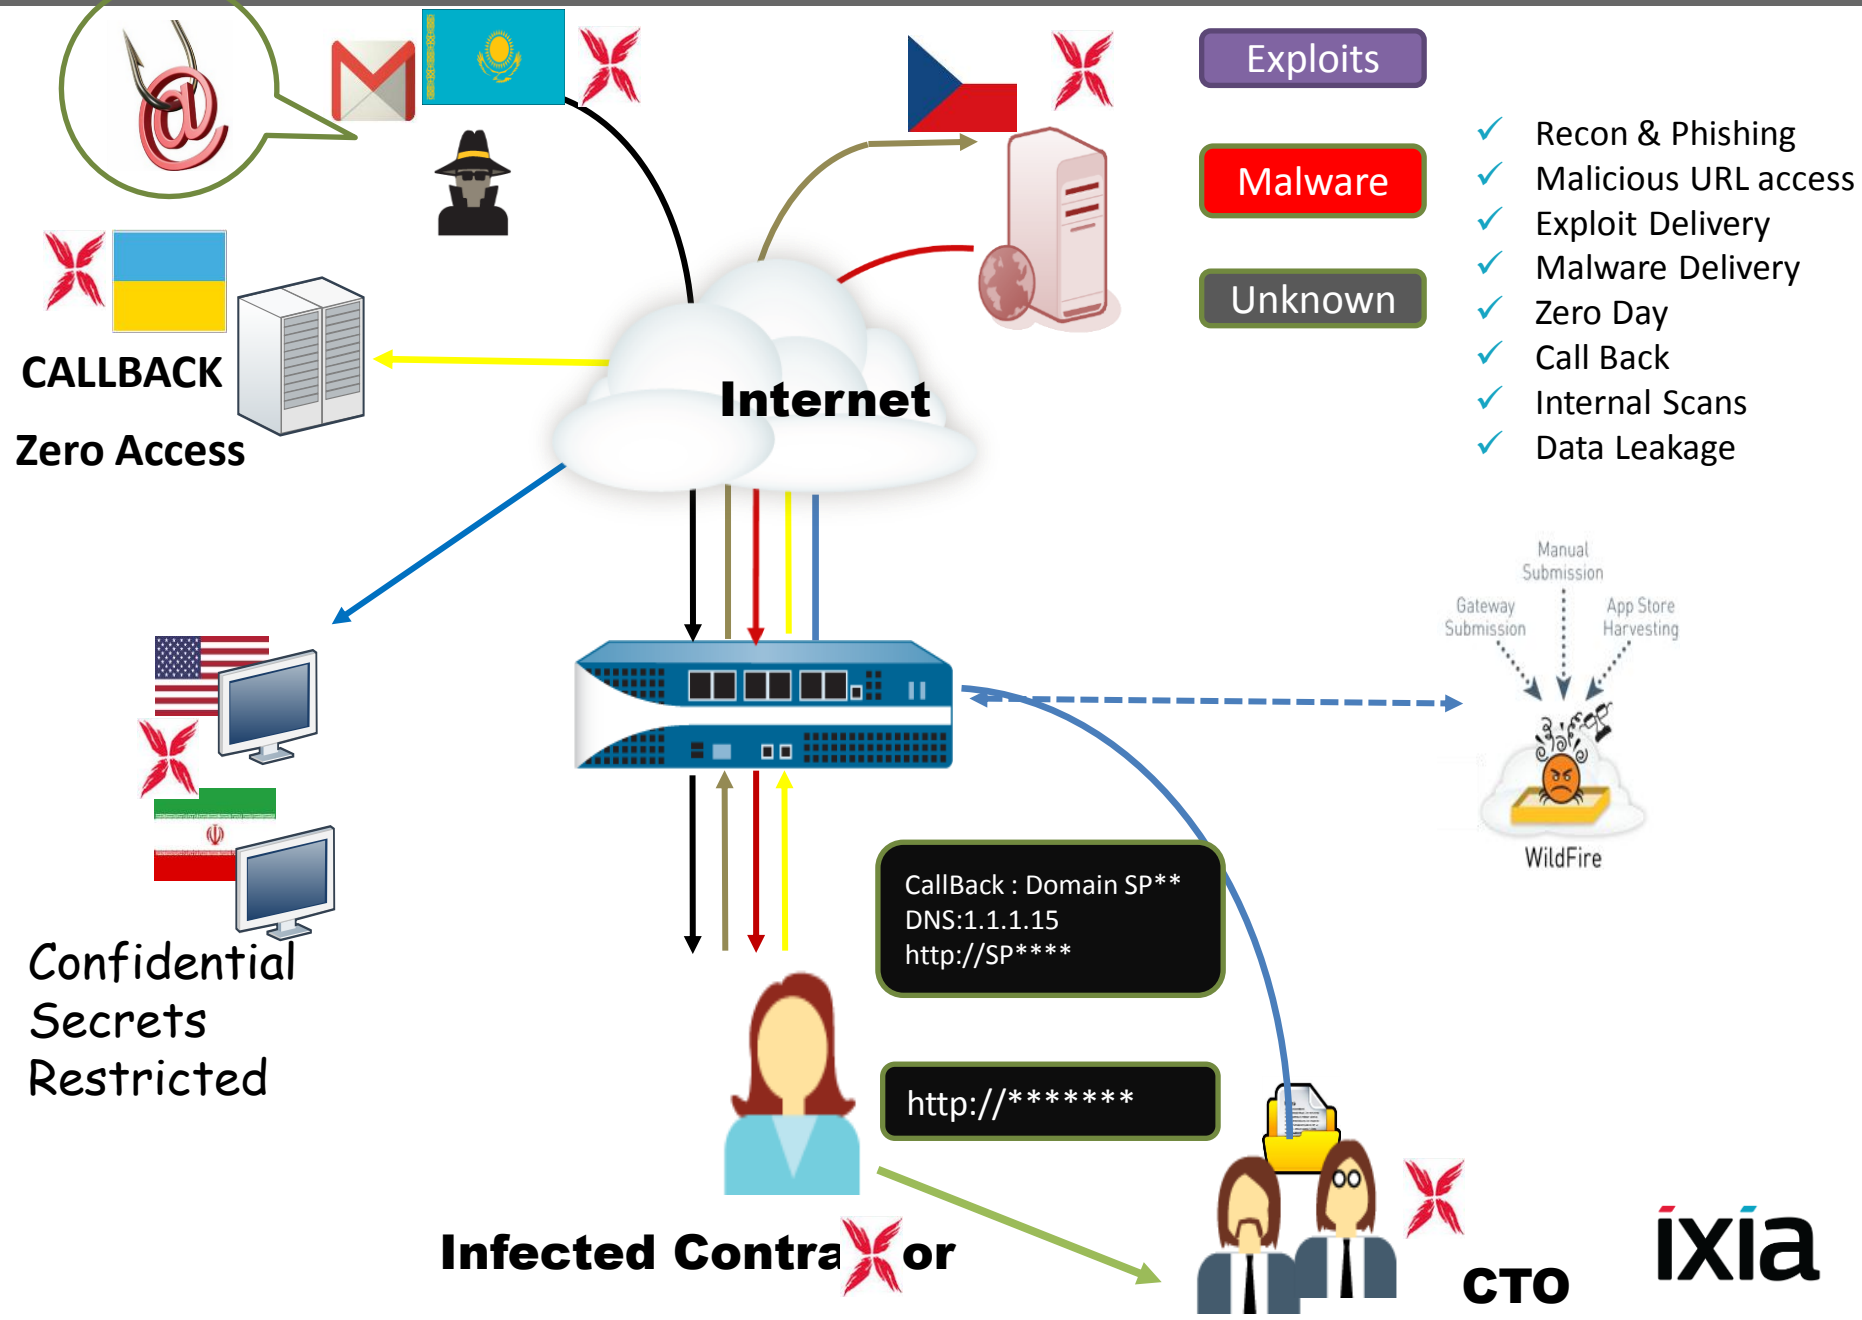 Exploits
Malware
Unknown
Recon & Phishing
Malicious URL access
Exploit Delivery
Malware Delivery
Zero Day
Call Back
Internal Scans
Data Leakage
CALLBACK
Zero Access
Internet
Manual
Submission
Gateway
Submission
App Store
Harvesting
WildFire
CallBack : Domain SP**
DNS:1.1.1.15
http://SP****
Confidential
Secrets
Restricted
http://*******
Infected Contra or
CTO
ixia